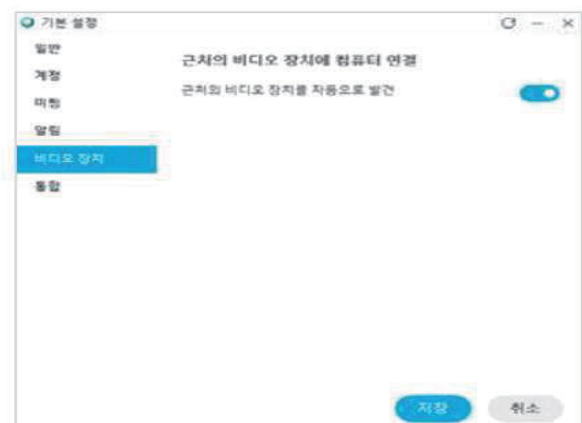 기본 설정
일반
계정
미팅
알림
비디오 장치
통합
근처의 비디오 장치에 컴퓨터 연결
근처의 비디오 장치를 자동으로 발견
저장
취소